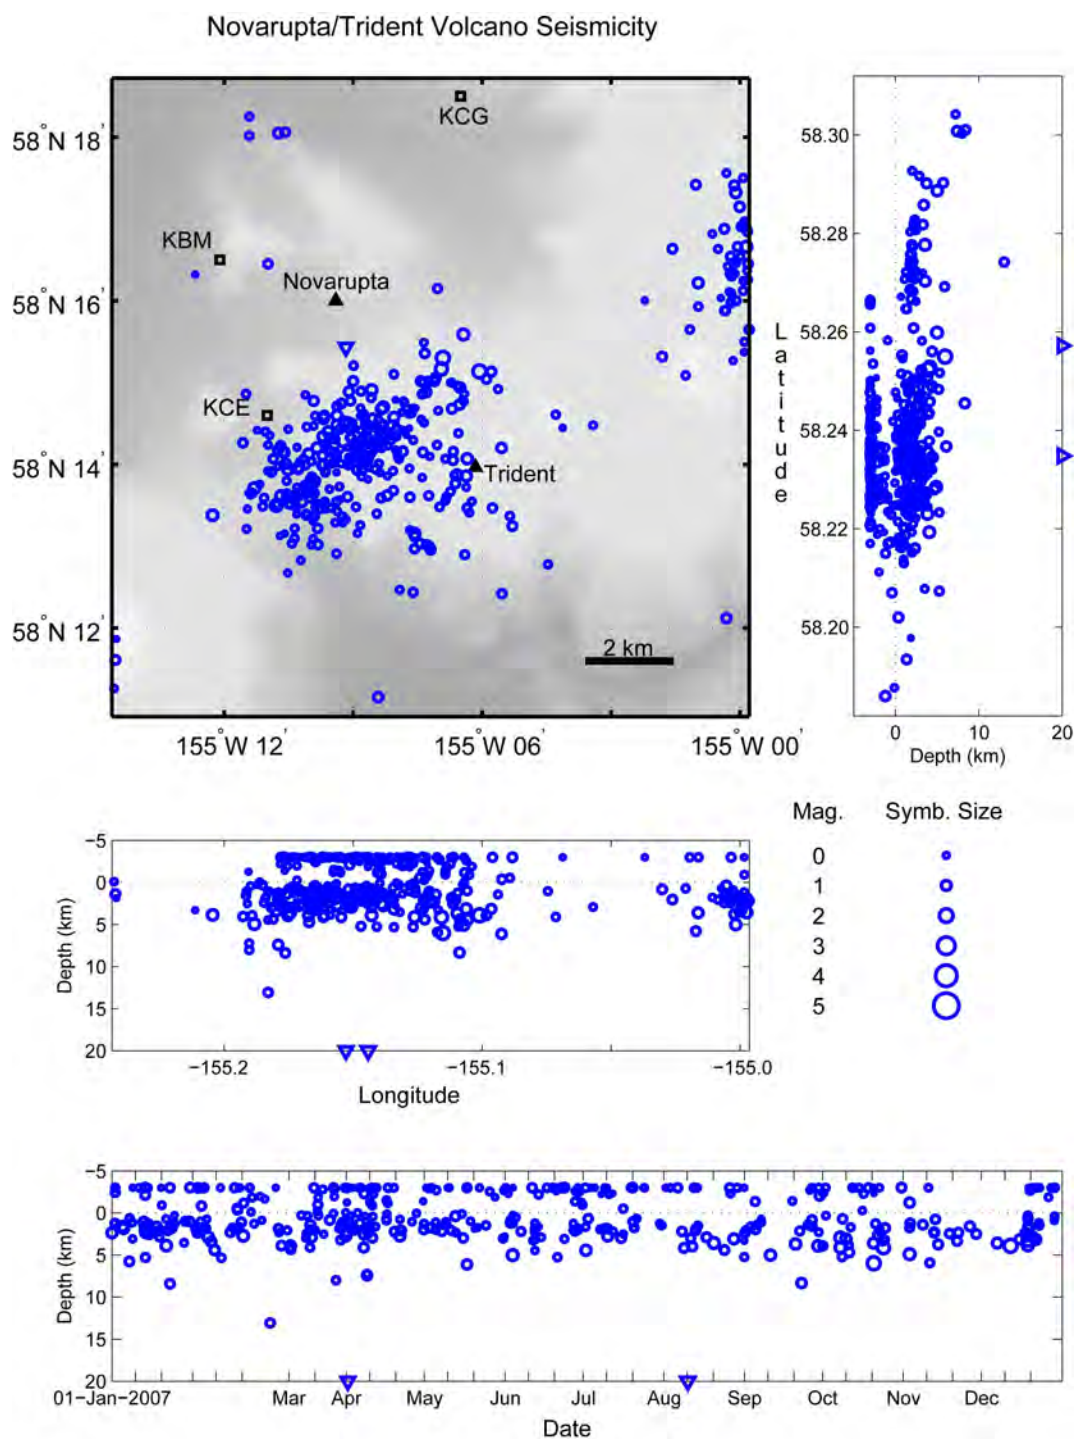 Novarupta/Trident Volcano Seismicity
KCG
58°N 18'
KBM
Novarupta
58°N 16'
KCE
58°N 14'
Trident
58°N 12'
2 km
155°W 12' 155°W 06' 155°W 00'
Latitude
58.30
58.28
58.26
58.24
58.22
58.20
0 10 20
Depth (km)
−5
0
5
10
15
20
Depth (km)
−155.2 −155.1 −155.0
Longitude
Mag. Symb. Size
0
1
2
3
4
5
−5
0
5
10
15
20
Depth (km)
01−Jan−2007 Mar Apr May Jun Jul Aug Sep Oct Nov Dec
Date